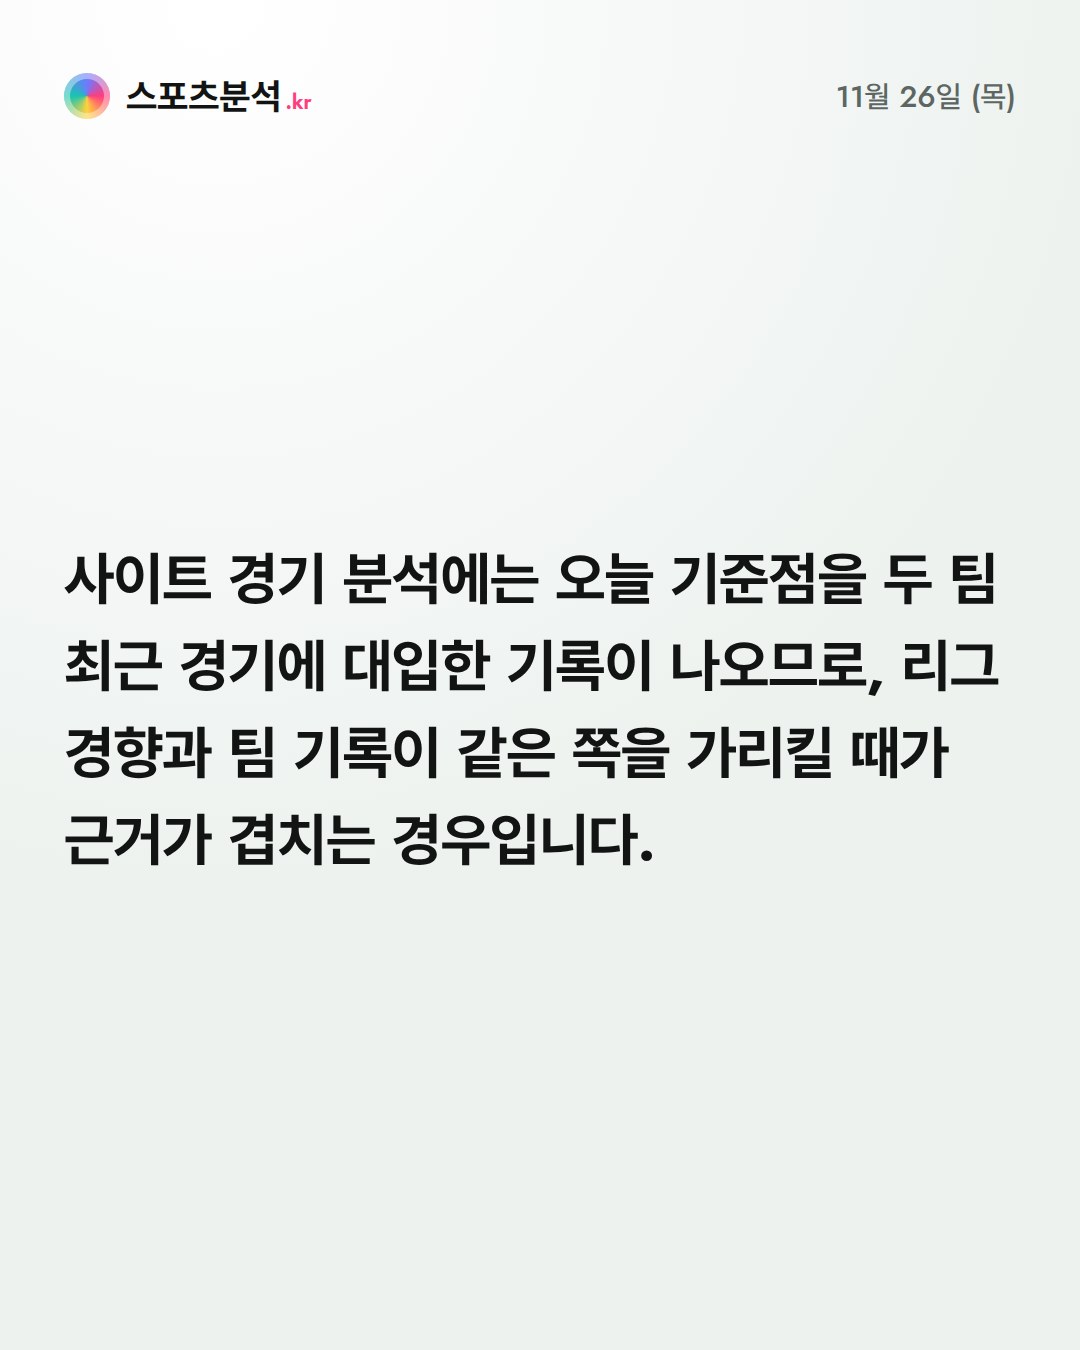 스포츠분석.kr
11월 26일 (목)
사이트 경기 분석에는 오늘 기준점을 두 팀
최근 경기에 대입한 기록이 나오므로, 리그
경향과 팀 기록이 같은 쪽을 가리킬 때가
근거가 겹치는 경우입니다.